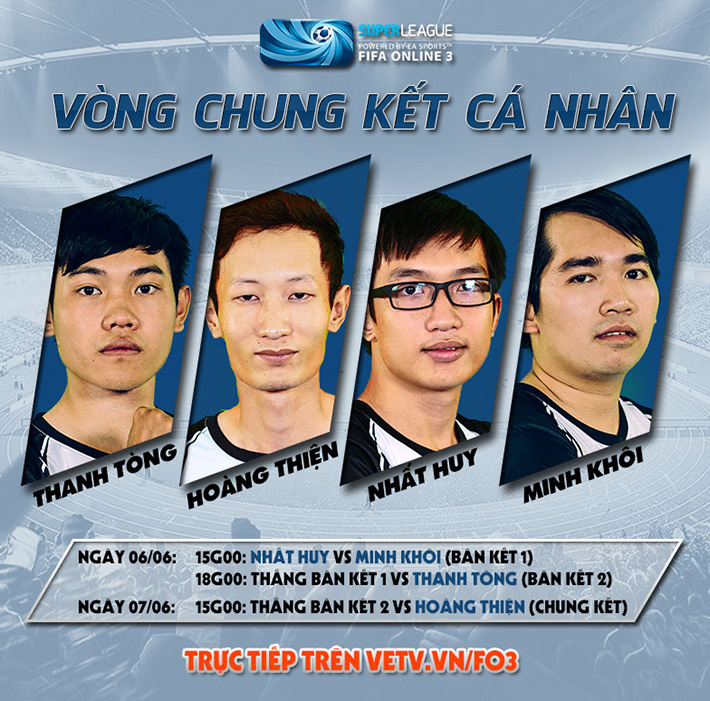 SUPERLEAGUE
POWERED BY EA SPORTS™
FIFA ONLINE 3
VÒNG CHUNG KẾT CÁ NHÂN
THANH TÒNG
HOÀNG THIỆN
NHẤT HUY
MINH KHÔI
NGÀY 06/06: 15G00: NHẤT HUY VS MINH KHÔI (BÁN KẾT 1)
18G00: THẮNG BÁN KẾT 1 VS THANH TÒNG (BÁN KẾT 2)
NGÀY 07/06: 15G00: THẮNG BÁN KẾT 2 VS HOÀNG THIỆN (CHUNG KẾT)
TRỰC TIẾP TRÊN VETV.VN/FO3